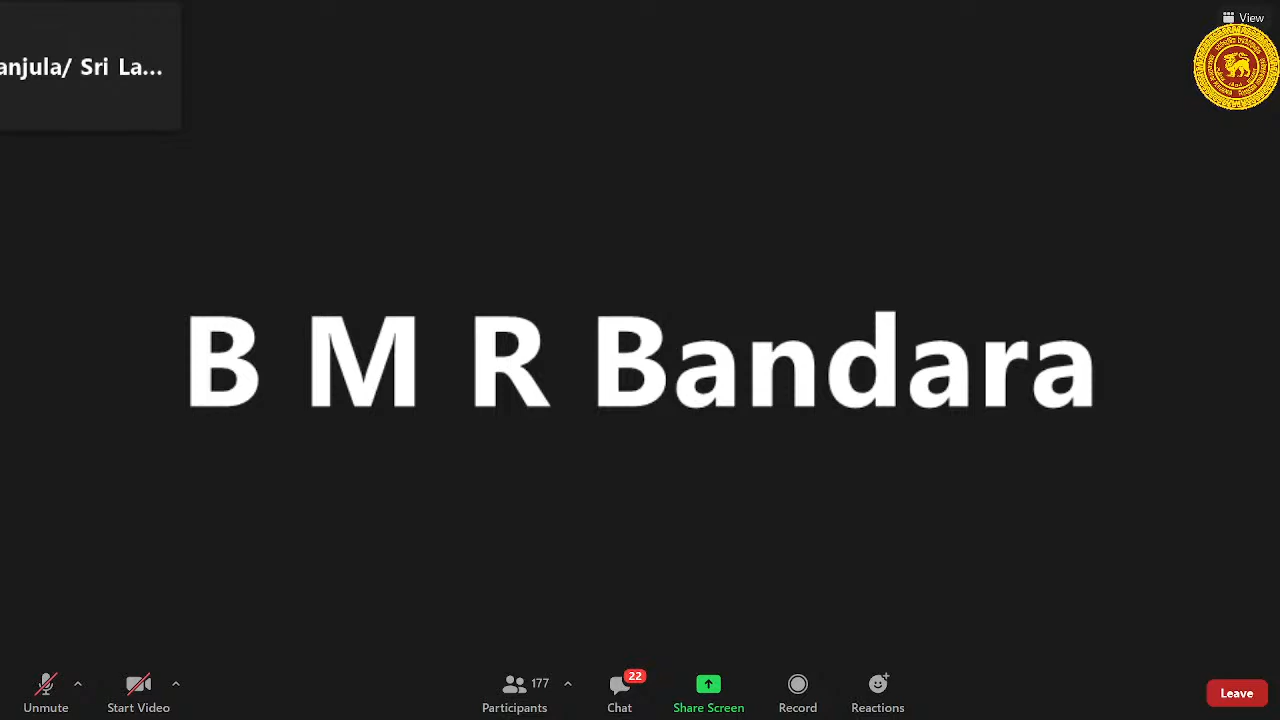 View
anjula/ Sri La...
B M R Bandara
177
22
Unmute
Start Video
Participants
Chat
Share Screen
Record
Reactions
Leave